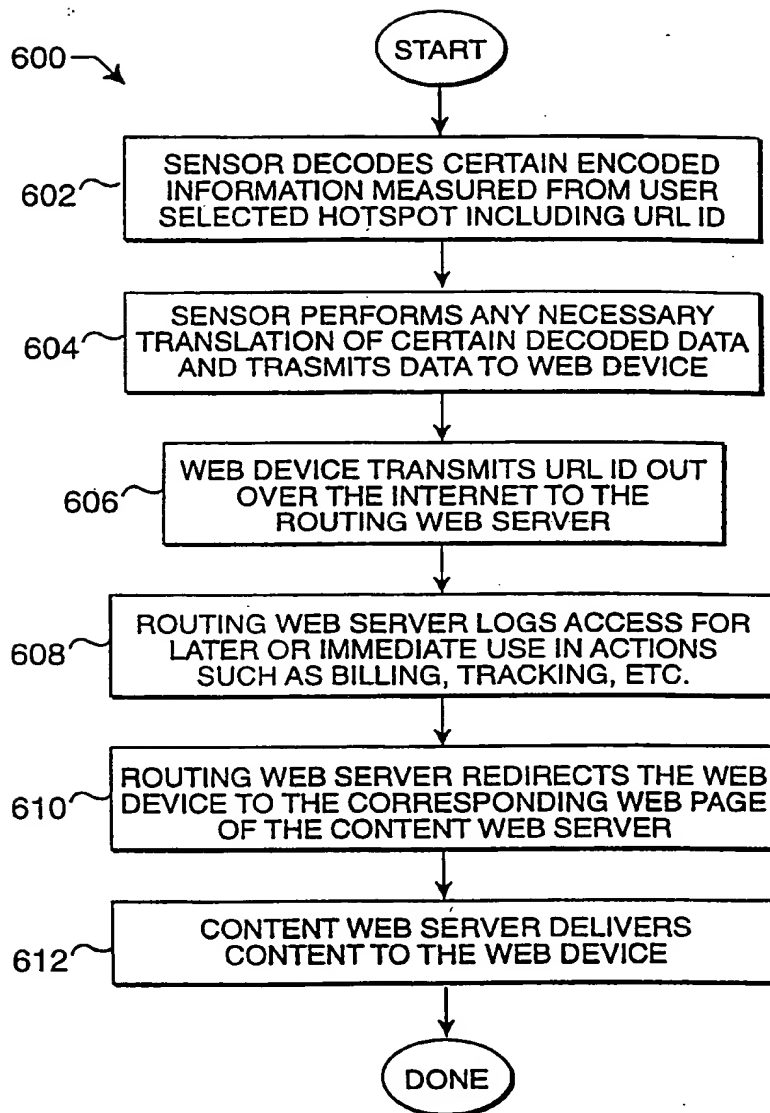 START
600
602
SENSOR DECODES CERTAIN ENCODED
INFORMATION MEASURED FROM USER
SELECTED HOTSPOT INCLUDING URL ID
604
SENSOR PERFORMS ANY NECESSARY
TRANSLATION OF CERTAIN DECODED DATA
AND TRASMITS DATA TO WEB DEVICE
606
WEB DEVICE TRANSMITS URL ID OUT
OVER THE INTERNET TO THE
ROUTING WEB SERVER
608
ROUTING WEB SERVER LOGS ACCESS FOR
LATER OR IMMEDIATE USE IN ACTIONS
SUCH AS BILLING, TRACKING, ETC.
610
ROUTING WEB SERVER REDIRECTS THE WEB
DEVICE TO THE CORRESPONDING WEB PAGE
OF THE CONTENT WEB SERVER
612
CONTENT WEB SERVER DELIVERS
CONTENT TO THE WEB DEVICE
DONE